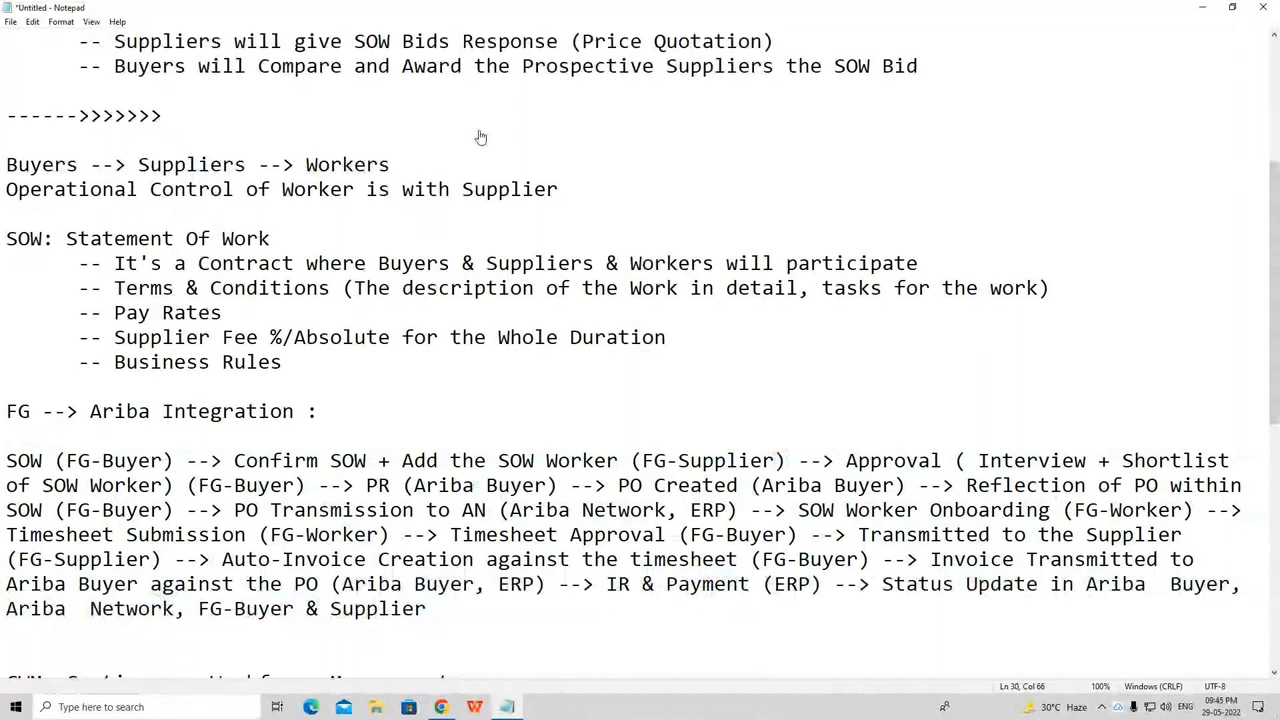 *Untitled - Notepad
File Edit Format View Help
-- Suppliers will give SOW Bids Response (Price Quotation)
-- Buyers will Compare and Award the Prospective Suppliers the SOW Bid
------>>>>>>>
Buyers --> Suppliers --> Workers
Operational Control of Worker is with Supplier
SOW: Statement Of Work
-- It's a Contract where Buyers & Suppliers & Workers will participate
-- Terms & Conditions (The description of the Work in detail, tasks for the work)
-- Pay Rates
-- Supplier Fee %/Absolute for the Whole Duration
-- Business Rules
FG --> Ariba Integration :
SOW (FG-Buyer) --> Confirm SOW + Add the SOW Worker (FG-Supplier) --> Approval ( Interview + Shortlist
of SOW Worker) (FG-Buyer) --> PR (Ariba Buyer) --> PO Created (Ariba Buyer) --> Reflection of PO within
SOW (FG-Buyer) --> PO Transmission to AN (Ariba Network, ERP) --> SOW Worker Onboarding (FG-Worker) -->
Timesheet Submission (FG-Worker) --> Timesheet Approval (FG-Buyer) --> Transmitted to the Supplier
(FG-Supplier) --> Auto-Invoice Creation against the timesheet (FG-Buyer) --> Invoice Transmitted to
Ariba Buyer against the PO (Ariba Buyer, ERP) --> IR & Payment (ERP) --> Status Update in Ariba  Buyer,
Ariba  Network, FG-Buyer & Supplier
Ln 30, Col 66 100% Windows (CRLF) UTF-8
Type here to search 30°C Haze ENG 09:45 PM
29-05-2022